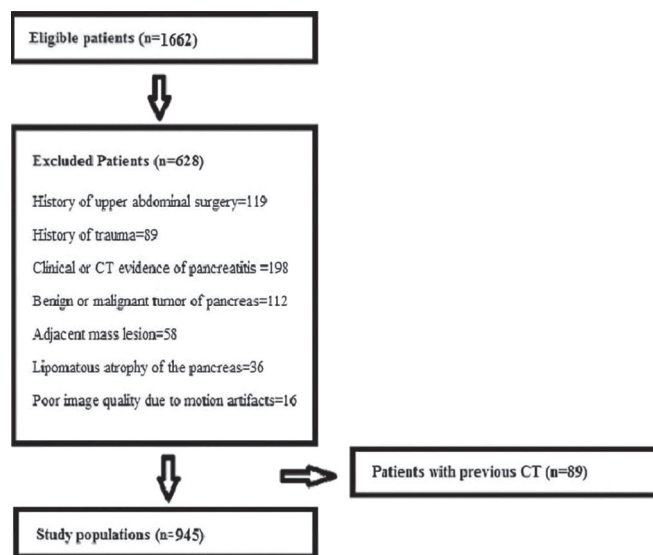 Eligible patients (n=1662)
Excluded Patients (n=628)
History of upper abdominal surgery=119
History of trauma=89
Clinical or CT evidence of pancreatitis =198
Benign or malignant tumor of pancreas=112
Adjacent mass lesion=58
Lipomatous atrophy of the pancreas=36
Poor image quality due to motion artifacts=16
Patients with previous CT (n=89)
Study populations (n=945)